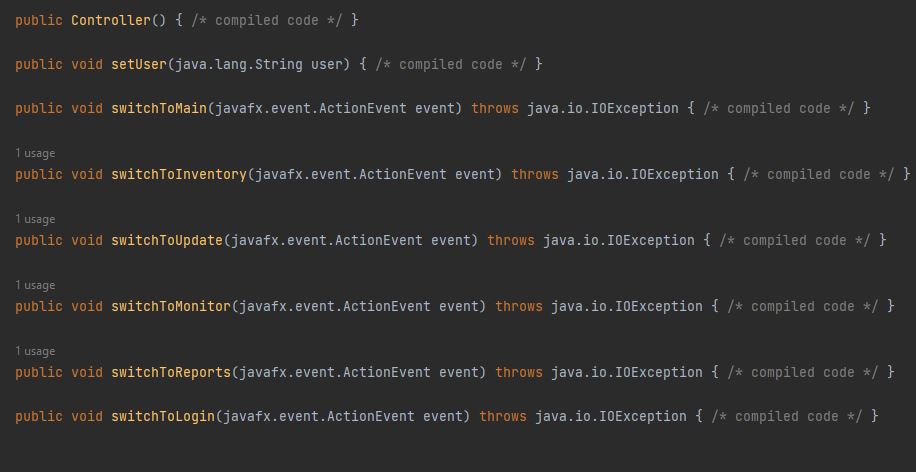 public Controller() { /* compiled code */ }
public void setUser(java.lang.String user) { /* compiled code */ }
public void switchToMain(javafx.event.ActionEvent event) throws java.io.IOException { /* compiled code */ }
1 usage
public void switchToInventory(javafx.event.ActionEvent event) throws java.io.IOException { /* compiled code */ }
1 usage
public void switchToUpdate(javafx.event.ActionEvent event) throws java.io.IOException { /* compiled code */ }
1 usage
public void switchToMonitor(javafx.event.ActionEvent event) throws java.io.IOException { /* compiled code */ }
1 usage
public void switchToReports(javafx.event.ActionEvent event) throws java.io.IOException { /* compiled code */ }
public void switchToLogin(javafx.event.ActionEvent event) throws java.io.IOException { /* compiled code */ }